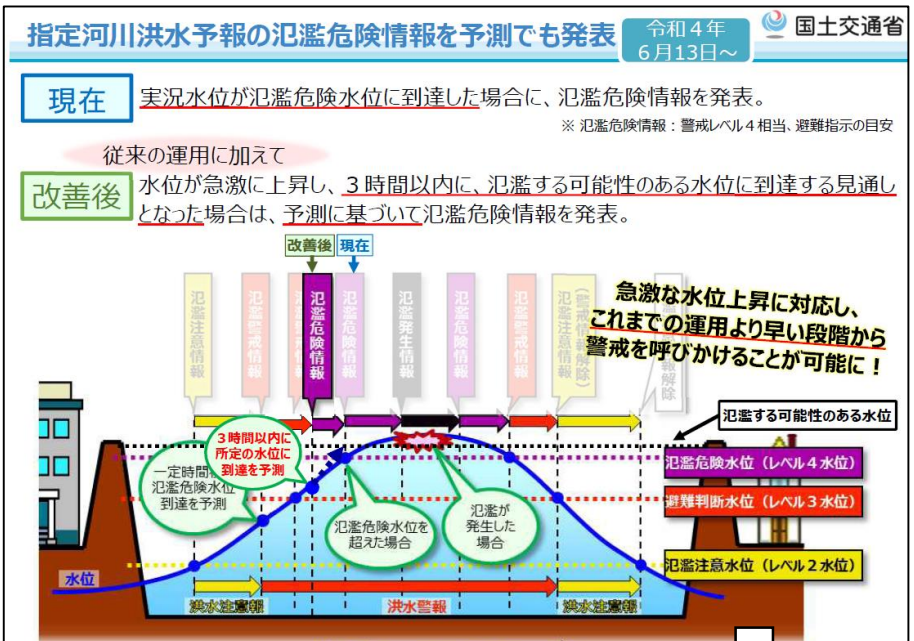 指定河川洪水予報の氾濫危険情報を予測でも発表
令和4年
6月13日～
国土交通省
現在
実況水位が氾濫危険水位に到達した場合に、氾濫危険情報を発表。
※ 氾濫危険情報：警戒レベル4相当、避難指示の目安
従来の運用に加えて
改善後
水位が急激に上昇し、3時間以内に、氾濫する可能性のある水位に到達する見通し
となった場合は、予測に基づいて氾濫危険情報を発表。
改善後
現在
氾濫注意情報
氾濫警戒情報
氾濫危険情報
氾濫危険情報
氾濫発生情報
氾濫危険情報
氾濫警戒情報
氾濫注意情報
（警戒情報解除）
報解除
急激な水位上昇に対応し、
これまでの運用より早い段階から
警戒を呼びかけることが可能に！
氾濫する可能性のある水位
3時間以内に
所定の水位に
到達を予測
一定時間
氾濫危険水位
到達を予測
氾濫危険水位を
超えた場合
氾濫が
発生した
場合
氾濫危険水位（レベル4水位）
避難判断水位（レベル3水位）
氾濫注意水位（レベル2水位）
水位
洪水注意報
洪水警報
洪水注意報